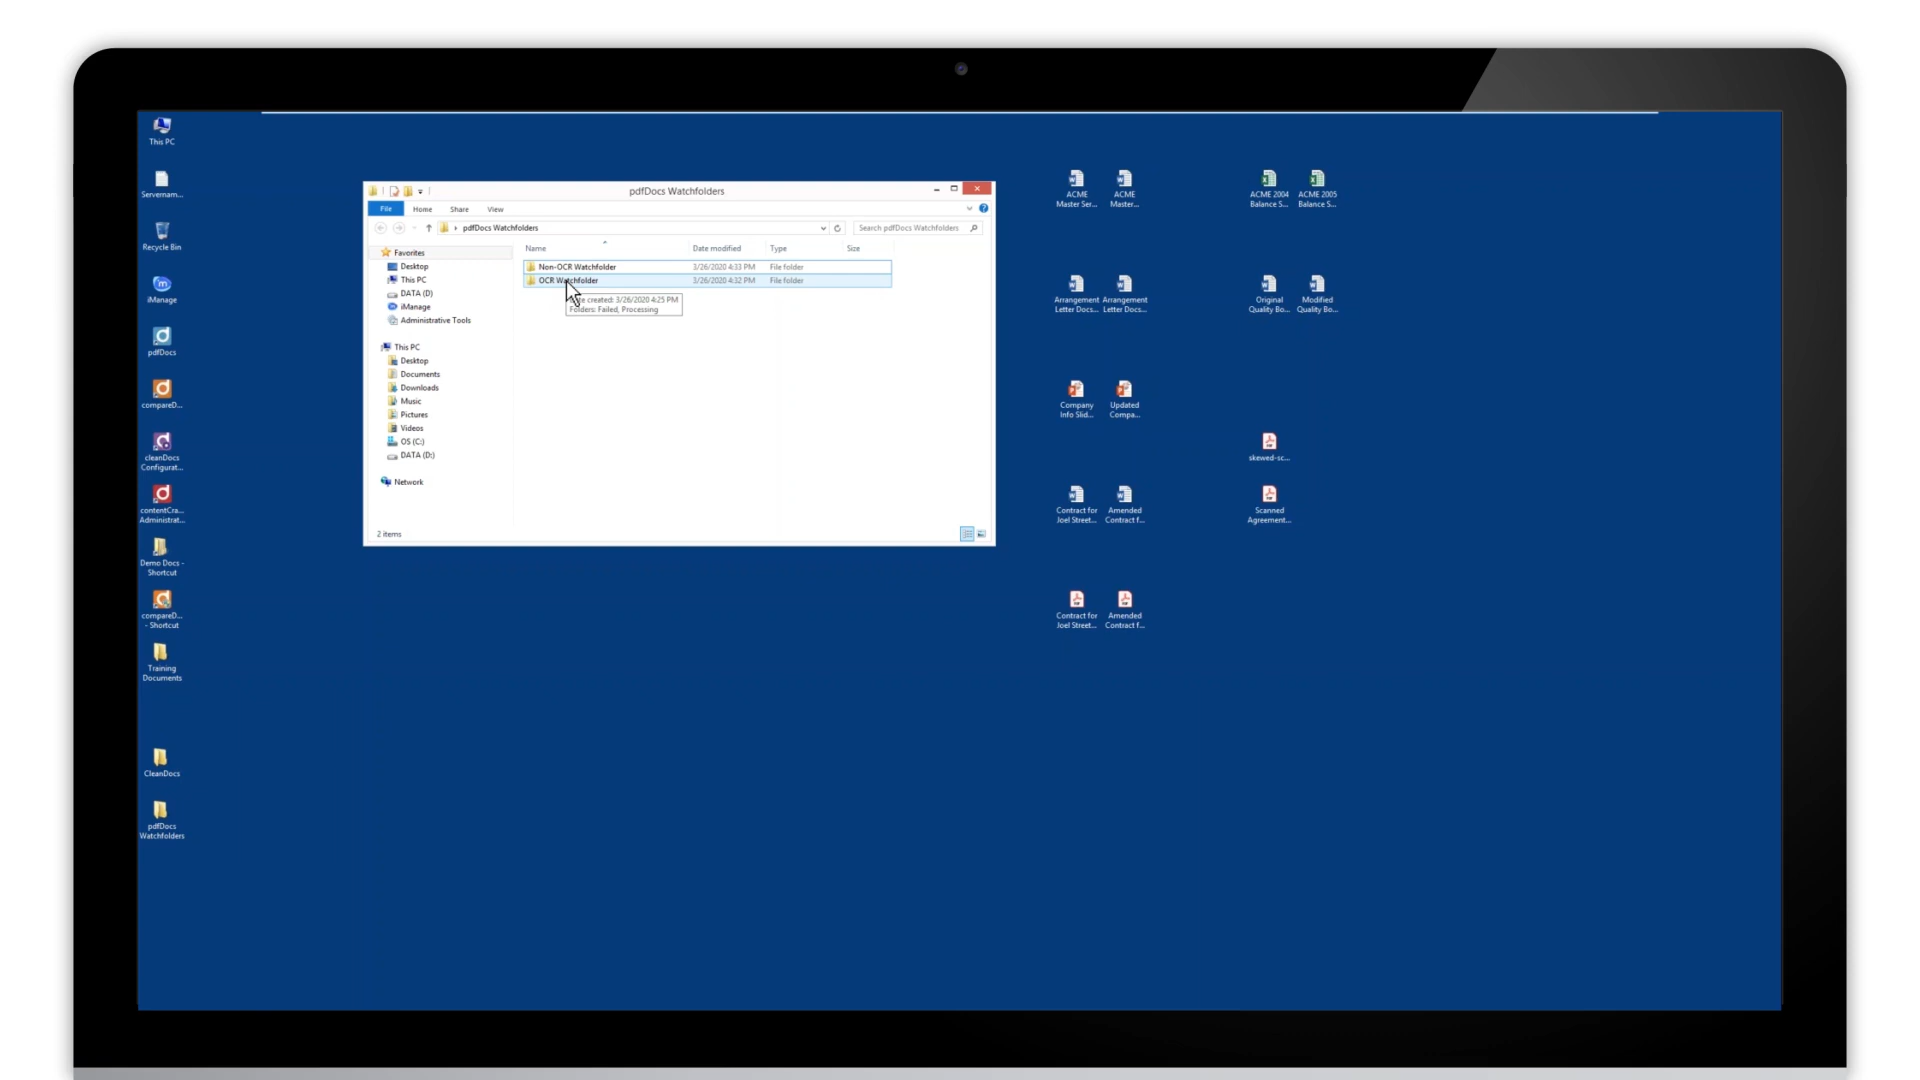 This PC
Servernam...
Recycle Bin
iManage
pdfDocs
compareD...
cleanDocs
Configurat...
contentCra...
Administrat...
Demo Docs -
Shortcut
compareD...
- Shortcut
Training
Documents
CleanDocs
pdfDocs
Watchfolders
pdfDocs Watchfolders
File
Home
Share
View
pdfDocs Watchfolders
Search pdfDocs Watchfolders
Favorites
Desktop
This PC
DATA (D)
iManage
Administrative Tools
This PC
Desktop
Documents
Downloads
Music
Pictures
Videos
OS (C:)
DATA (D:)
Network
Name
Date modified
Type
Size
Non-OCR Watchfolder
3/26/2020 4:33 PM
File folder
OCR Watchfolder
3/26/2020 4:32 PM
File folder
created: 3/26/2020 4:25 PM
Folders: Failed, Processing
2 items
ACME
Master Ser...
ACME
Master...
ACME 2004
Balance S...
ACME 2005
Balance S...
Arrangement
Letter Docs...
Arrangement
Letter Docs...
Original
Quality Bo...
Modified
Quality Bo...
Company
Info Slid...
Updated
Compa...
skewed-sc...
Contract for
Joel Street...
Amended
Contract f...
Scanned
Agreement...
Contract for
Joel Street...
Amended
Contract f...